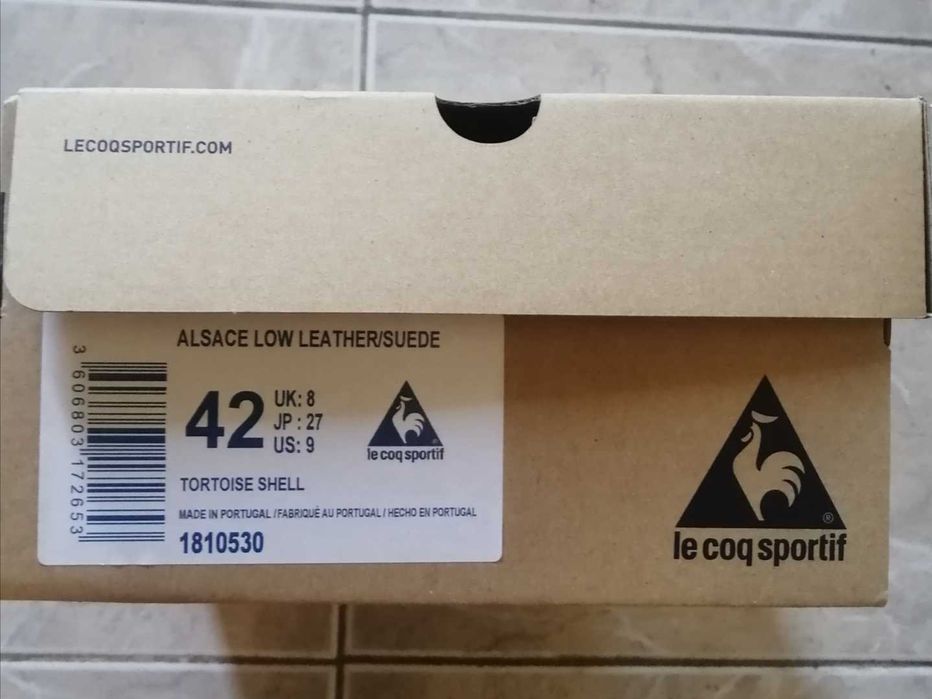 LECOQSPORTIF.COM
ALSACE LOW LEATHER/SUEDE
3 606803 172653
42
UK: 8
JP : 27
US: 9
le coq sportif
TORTOISE SHELL
MADE IN PORTUGAL / FABRIQUÈ AU PORTUGAL / HECHO EN PORTUGAL
1810530
®
le coq sportif